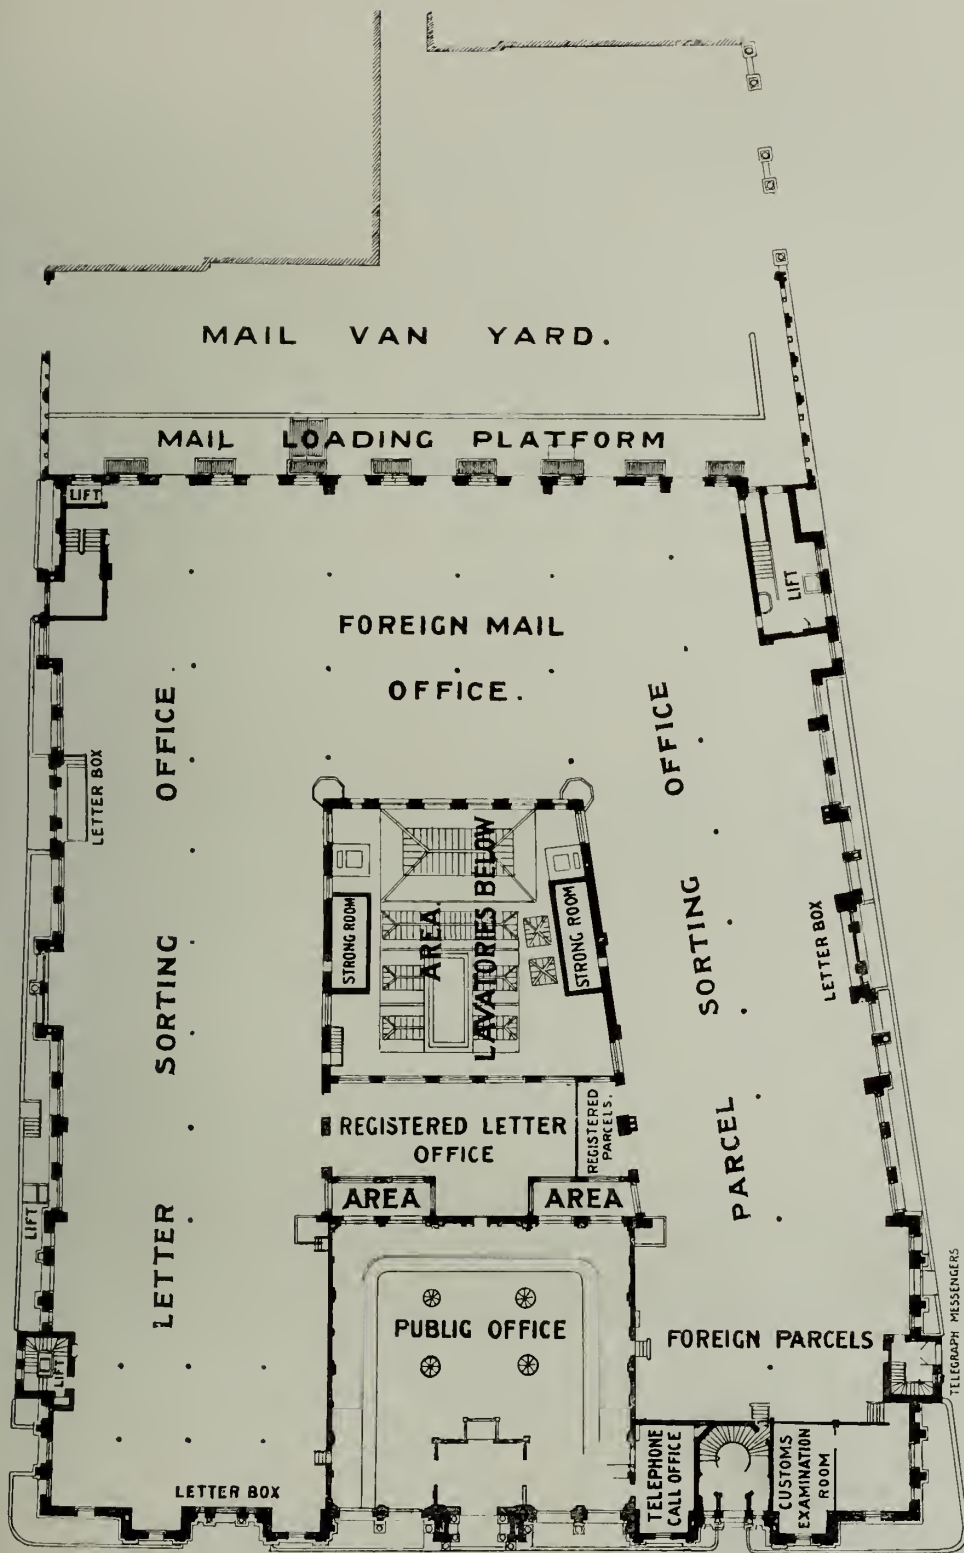 MAIL VAN YARD.
MAIL LOADING PLATFORM
LIFT
LIFT
FOREIGN MAIL
OFFICE.
LETTER SORTING OFFICE.
LETTER BOX
PARCEL SORTING OFFICE
LETTER BOX
STRONG ROOM
AREA.
LAVATORIES BELOW
STRONG ROOM
REGISTERED LETTER
OFFICE
REGISTERED
PARCELS.
AREA
AREA
LIFT
LIFT
PUBLIC OFFICE
FOREIGN PARCELS
TELEGRAPH MESSENGERS
LETTER BOX
TELEPHONE
CALL OFFICE
CUSTOMS
EXAMINATION
ROOM